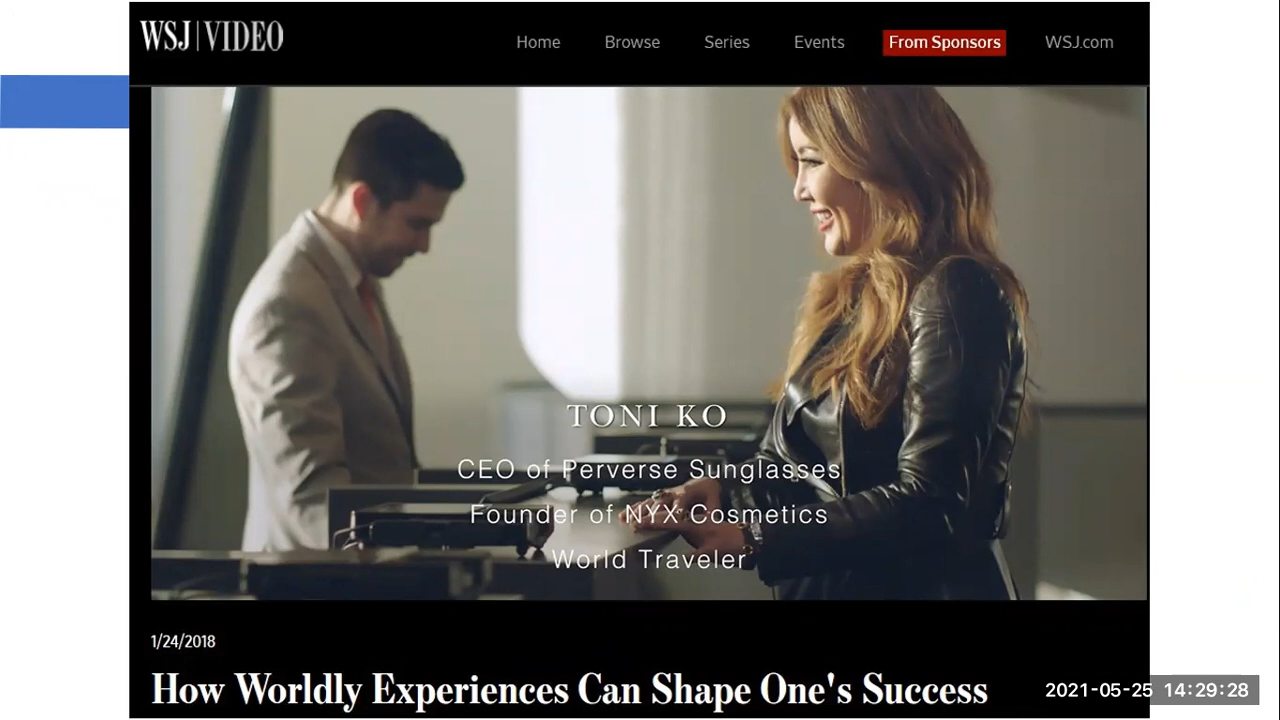 WSJ | VIDEO
Home Browse Series Events From Sponsors WSJ.com
TONI KO
CEO of Perverse Sunglasses
Founder of NYX Cosmetics
World Traveler
1/24/2018
How Worldly Experiences Can Shape One's Success
2021-05-25 14:29:28